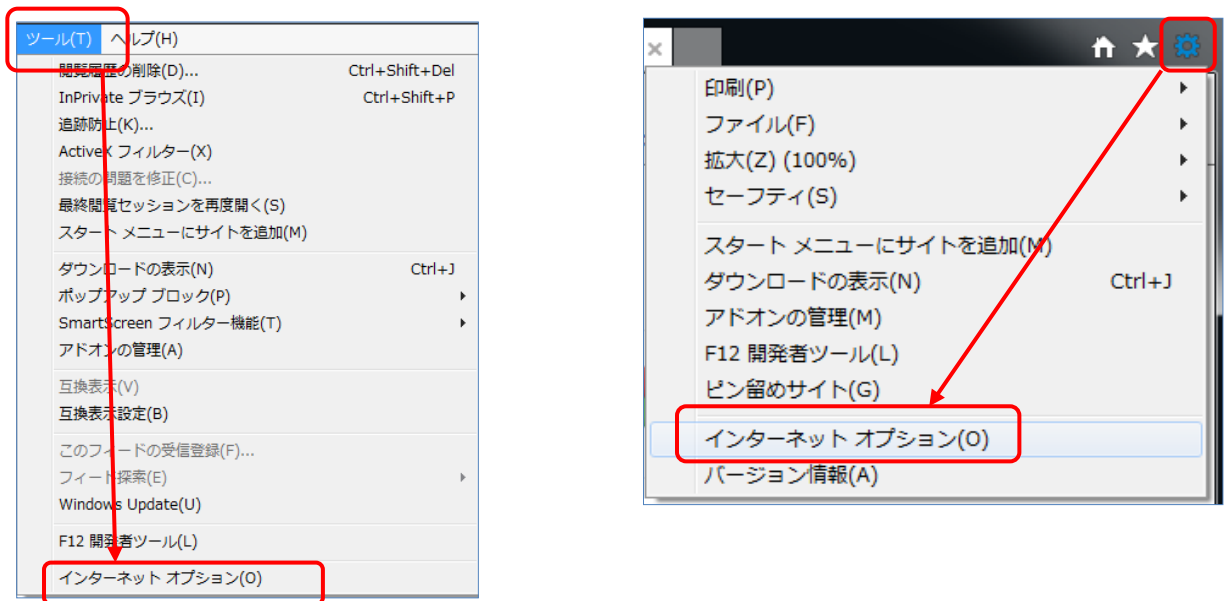 ツール(T) ヘルプ(H)
閲覧履歴の削除(D)... Ctrl+Shift+Del
InPrivate ブラウズ(I) Ctrl+Shift+P
追跡防止(K)...
ActiveX フィルター(X)
接続の問題を修正(C)...
最終閲覧セッションを再度開く(S)
スタート メニューにサイトを追加(M)
ダウンロードの表示(N) Ctrl+J
ポップアップ ブロック(P)
SmartScreen フィルター機能(T)
アドオンの管理(A)
互換表示(V)
互換表示設定(B)
このフィードの受信登録(F)...
フィード探索(E)
Windows Update(U)
F12 開発者ツール(L)
インターネット オプション(O)
印刷(P)
ファイル(F)
拡大(Z) (100%)
セーフティ(S)
スタート メニューにサイトを追加(M)
ダウンロードの表示(N) Ctrl+J
アドオンの管理(M)
F12 開発者ツール(L)
ピン留めサイト(G)
インターネット オプション(O)
バージョン情報(A)